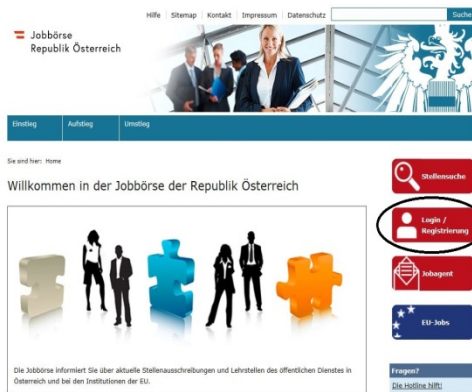 Hilfe | Sitemap | Kontakt | Impressum | Datenschutz
Suche
Jobbörse
Republik Österreich
Einstieg
Aufstieg
Umstieg
Sie sind hier: Home
Willkommen in der Jobbörse der Republik Österreich
Die Jobbörse informiert Sie über aktuelle Stellenausschreibungen und Lehrstellen des öffentlichen Dienstes in
Österreich und bei den Institutionen der EU.
Stellensuche
Login /
Registrierung
Jobagent
EU-Jobs
Fragen?
Die Hotline hilft!